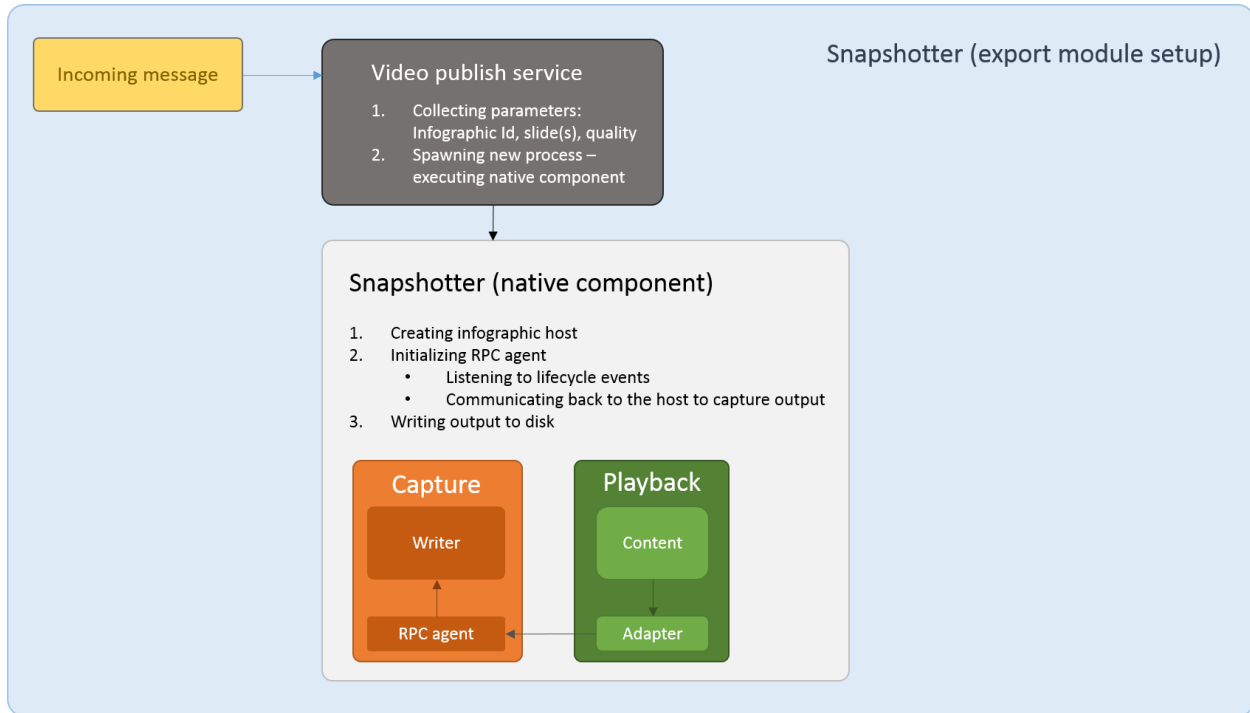 Incoming message
Video publish service
1. Collecting parameters:
Infographic Id, slide(s), quality
2. Spawning new process –
executing native component
Snapshotter (export module setup)
Snapshotter (native component)
1. Creating infographic host
2. Initializing RPC agent
• Listening to lifecycle events
• Communicating back to the host to capture output
3. Writing output to disk
Capture
Writer
RPC agent
Playback
Content
Adapter